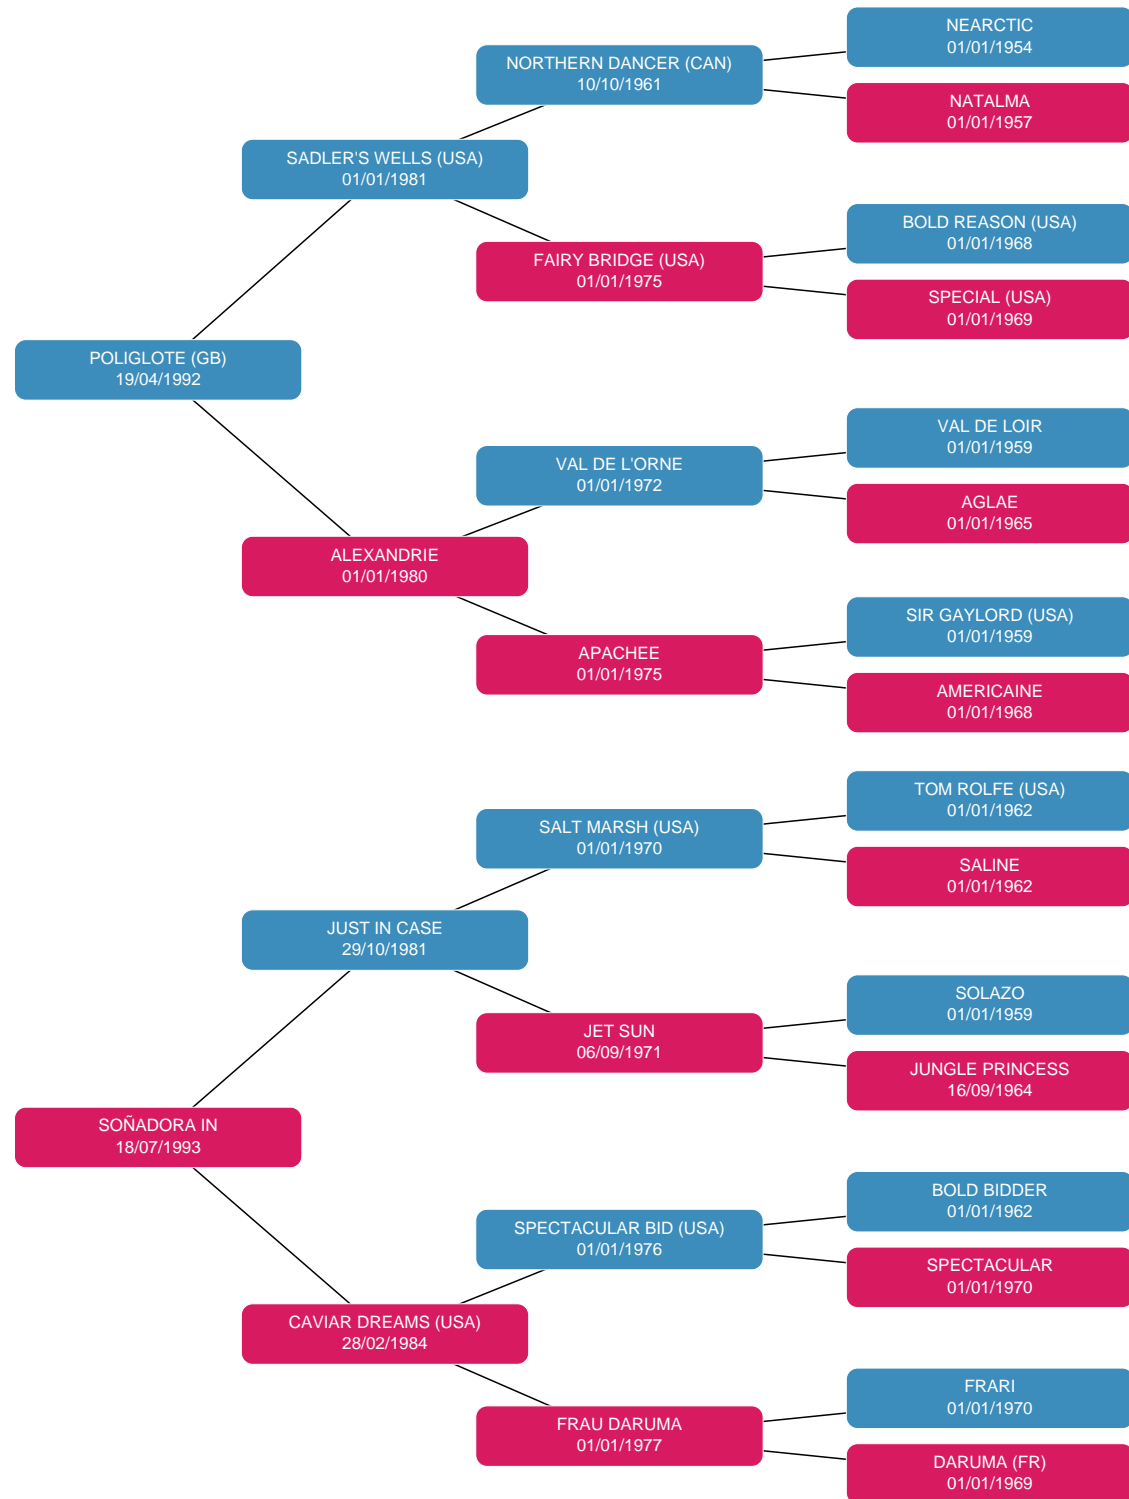 NEARCTIC
01/01/1954
NORTHERN DANCER (CAN)
10/10/1961
NATALMA
01/01/1957
SADLER'S WELLS (USA)
01/01/1981
BOLD REASON (USA)
01/01/1968
FAIRY BRIDGE (USA)
01/01/1975
SPECIAL (USA)
01/01/1969
POLIGLOTE (GB)
19/04/1992
VAL DE LOIR
01/01/1959
VAL DE L'ORNE
01/01/1972
AGLAE
01/01/1965
ALEXANDRIE
01/01/1980
SIR GAYLORD (USA)
01/01/1959
APACHEE
01/01/1975
AMERICAINE
01/01/1968
TOM ROLFE (USA)
01/01/1962
SALT MARSH (USA)
01/01/1970
SALINE
01/01/1962
JUST IN CASE
29/10/1981
SOLAZO
01/01/1959
JET SUN
06/09/1971
JUNGLE PRINCESS
16/09/1964
SOÑADORA IN
18/07/1993
BOLD BIDDER
01/01/1962
SPECTACULAR BID (USA)
01/01/1976
SPECTACULAR
01/01/1970
CAVIAR DREAMS (USA)
28/02/1984
FRARI
01/01/1970
FRAU DARUMA
01/01/1977
DARUMA (FR)
01/01/1969